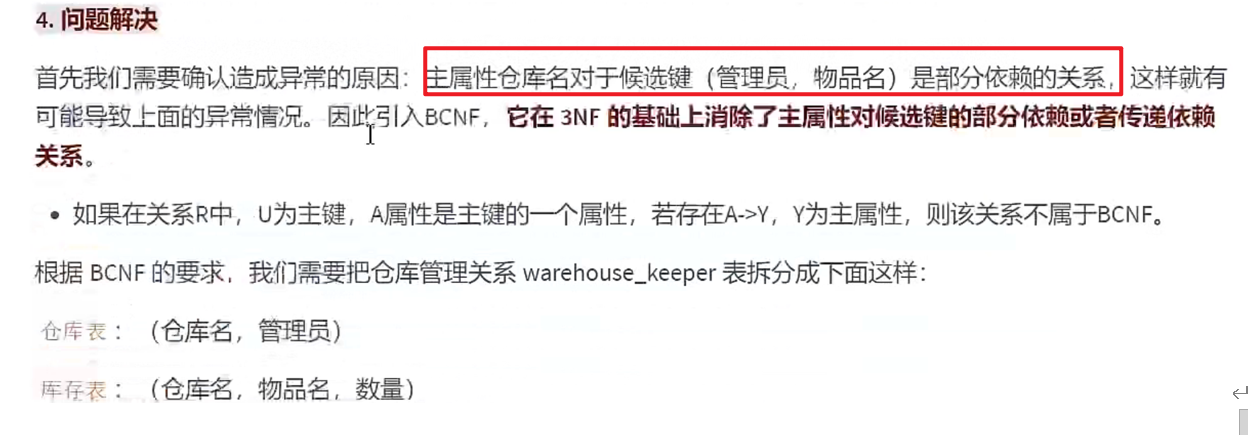 4. 问题解决
首先我们需要确认造成异常的原因：主属性仓库名对于候选键（管理员，物品名）是部分依赖的关系，这样就有
可能导致上面的异常情况。因此引入BCNF，它在 3NF 的基础上消除了主属性对候选键的部分依赖或者传递依赖
关系。
• 如果在关系R中，U为主键，A属性是主键的一个属性，若存在A->Y，Y为主属性，则该关系不属于BCNF。
根据 BCNF 的要求，我们需要把仓库管理关系 warehouse_keeper 表拆分成下面这样：
仓库表：（仓库名，管理员）
库存表：（仓库名，物品名，数量）